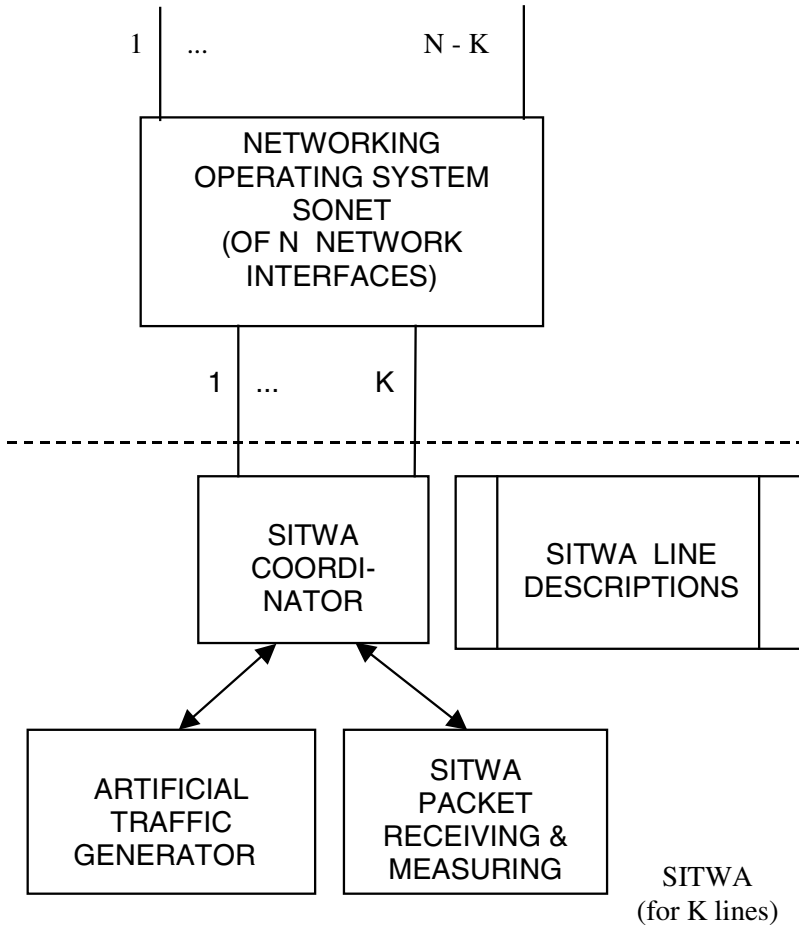 1 ... N - K
NETWORKING
OPERATING SYSTEM
SONET
(OF N NETWORK
INTERFACES)
1 ... K
SITWA
COORDI-
NATOR
SITWA LINE
DESCRIPTIONS
ARTIFICIAL
TRAFFIC
GENERATOR
SITWA
PACKET
RECEIVING &
MEASURING
SITWA
(for K lines)